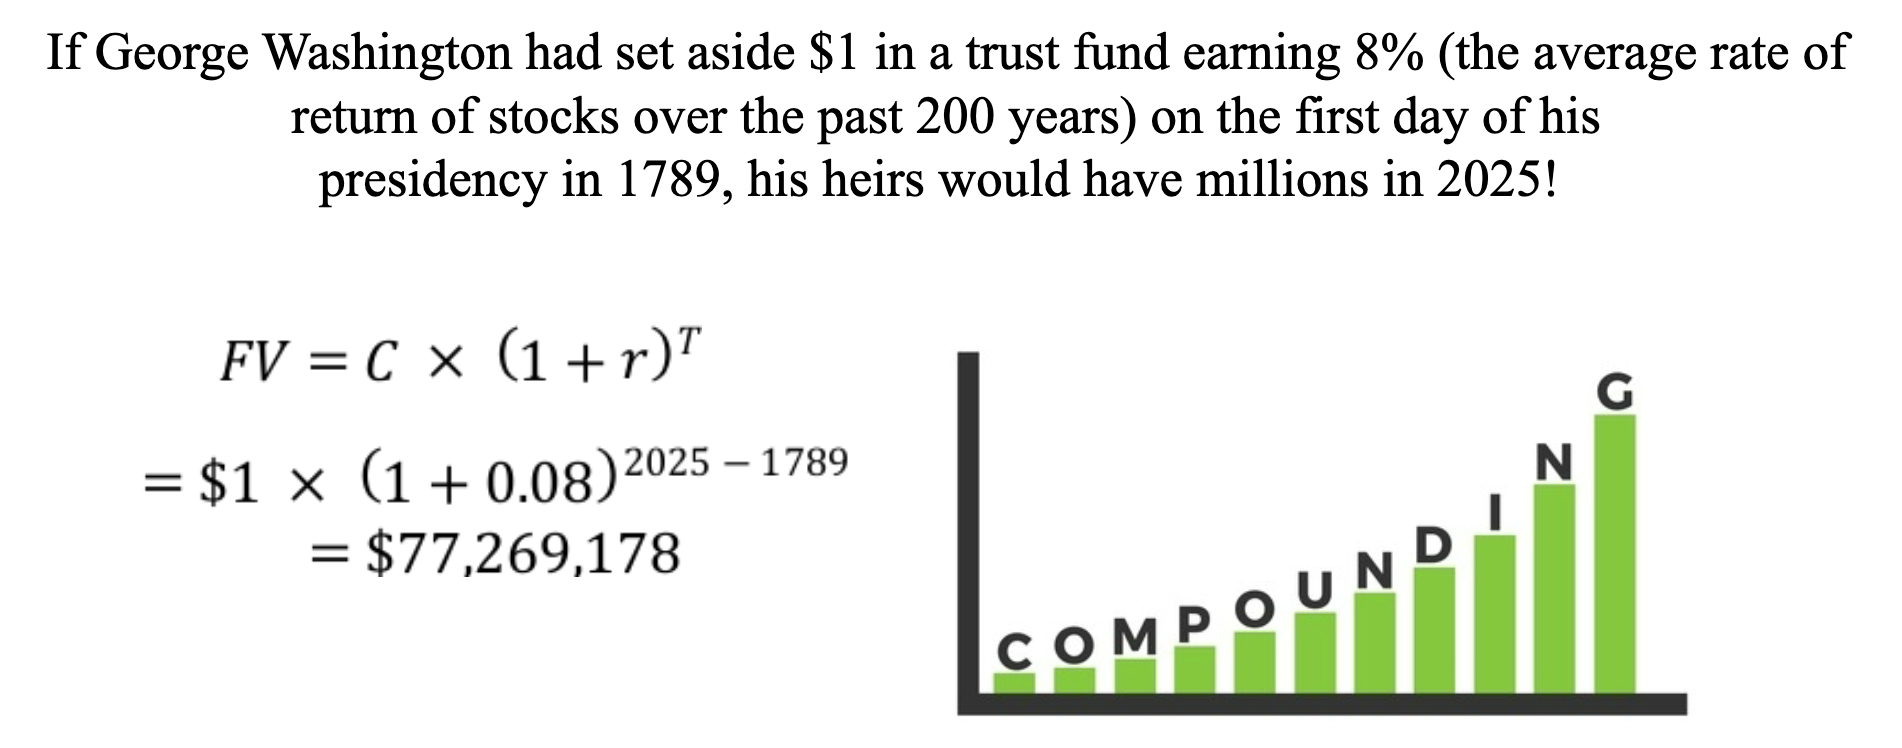 If George Washington had set aside $1 in a trust fund earning 8% (the average rate of
return of stocks over the past 200 years) on the first day of his
presidency in 1789, his heirs would have millions in 2025!
FV = C × (1 + r)^T
= $1 × (1 + 0.08)^2025 − 1789
= $77,269,178
COMPOUNDING